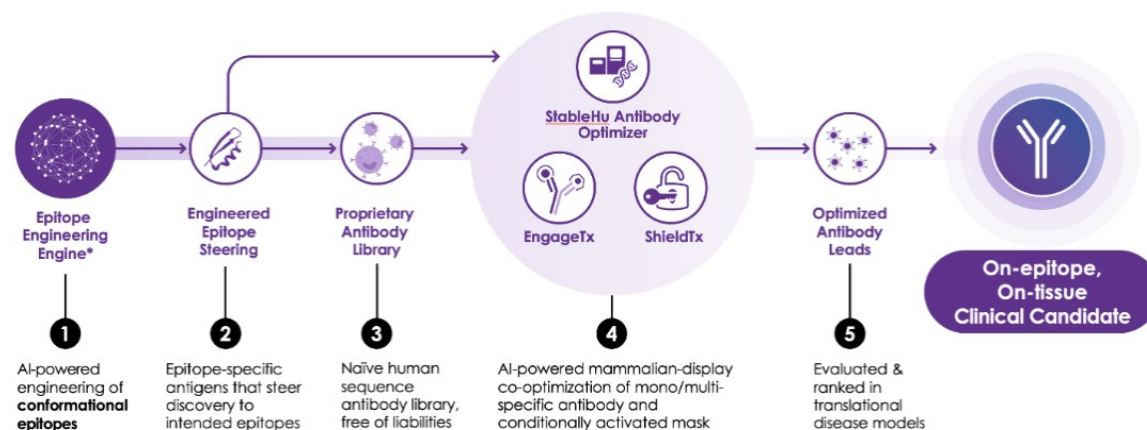 StableHu Antibody
Optimizer
EngageTx
ShieldTx
Epitope
Engineering
Engine*
Engineered
Epitope
Steering
Proprietary
Antibody
Library
Optimized
Antibody
Leads
On-epitope,
On-tissue
Clinical Candidate
1
AI-powered
engineering of
conformational
epitopes
2
Epitope-specific
antigens that steer
discovery to
intended epitopes
3
Naïve human
sequence
antibody library,
free of liabilities
4
AI-powered mammalian-display
co-optimization of mono/multi-
specific antibody and
conditionally activated mask
5
Evaluated &
ranked in
translational
disease models